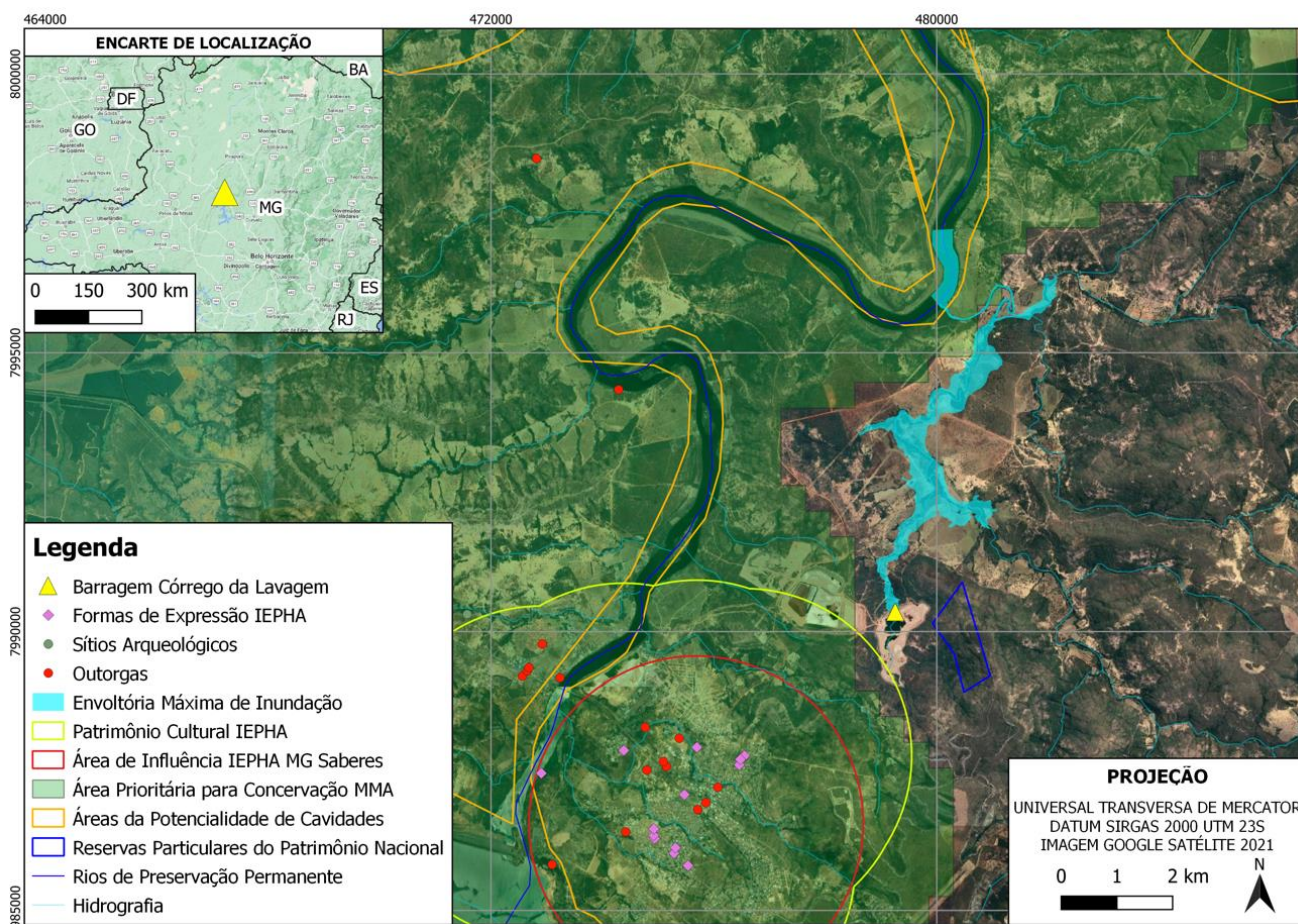 464000
472000
480000
ENCARTE DE LOCALIZAÇÃO
BA
DF
GO
MG
ES
RJ
0 150 300 km
8000000
7995000
7990000
985000
Legenda
Barragem Córrego da Lavagem
Formas de Expressão IEPHA
Sítios Arqueológicos
Outorgas
Envoltória Máxima de Inundação
Patrimônio Cultural IEPHA
Área de Influência IEPHA MG Saberes
Área Prioritária para Concervação MMA
Áreas da Potencialidade de Cavidades
Reservas Particulares do Patrimônio Nacional
Rios de Preservação Permanente
Hidrografia
PROJEÇÃO
UNIVERSAL TRANSVERSA DE MERCATOR
DATUM SIRGAS 2000 UTM 23S
IMAGEM GOOGLE SATÉLITE 2021
N
0 1 2 km